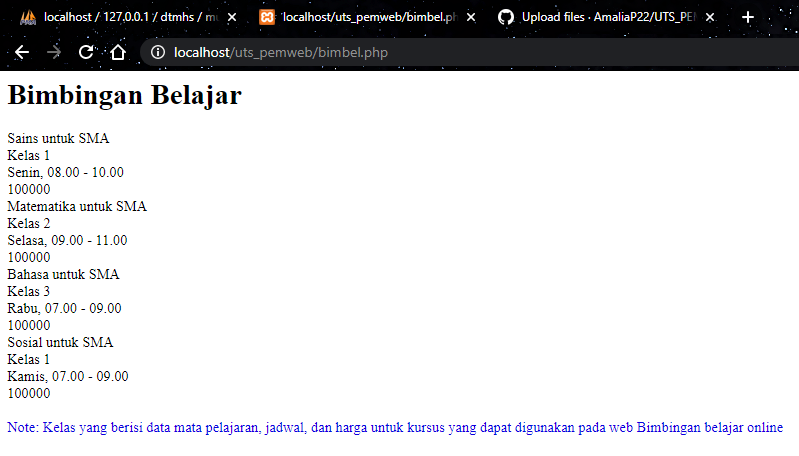 localhost / 127.0.0.1 / dtmhs / m
localhost/uts_pemweb/bimbel.ph
Upload files · AmaliaP22/UTS_PE
localhost/uts_pemweb/bimbel.php
Bimbingan Belajar
Sains untuk SMA
Kelas 1
Senin, 08.00 - 10.00
100000
Matematika untuk SMA
Kelas 2
Selasa, 09.00 - 11.00
100000
Bahasa untuk SMA
Kelas 3
Rabu, 07.00 - 09.00
100000
Sosial untuk SMA
Kelas 1
Kamis, 07.00 - 09.00
100000
Note: Kelas yang berisi data mata pelajaran, jadwal, dan harga untuk kursus yang dapat digunakan pada web Bimbingan belajar online